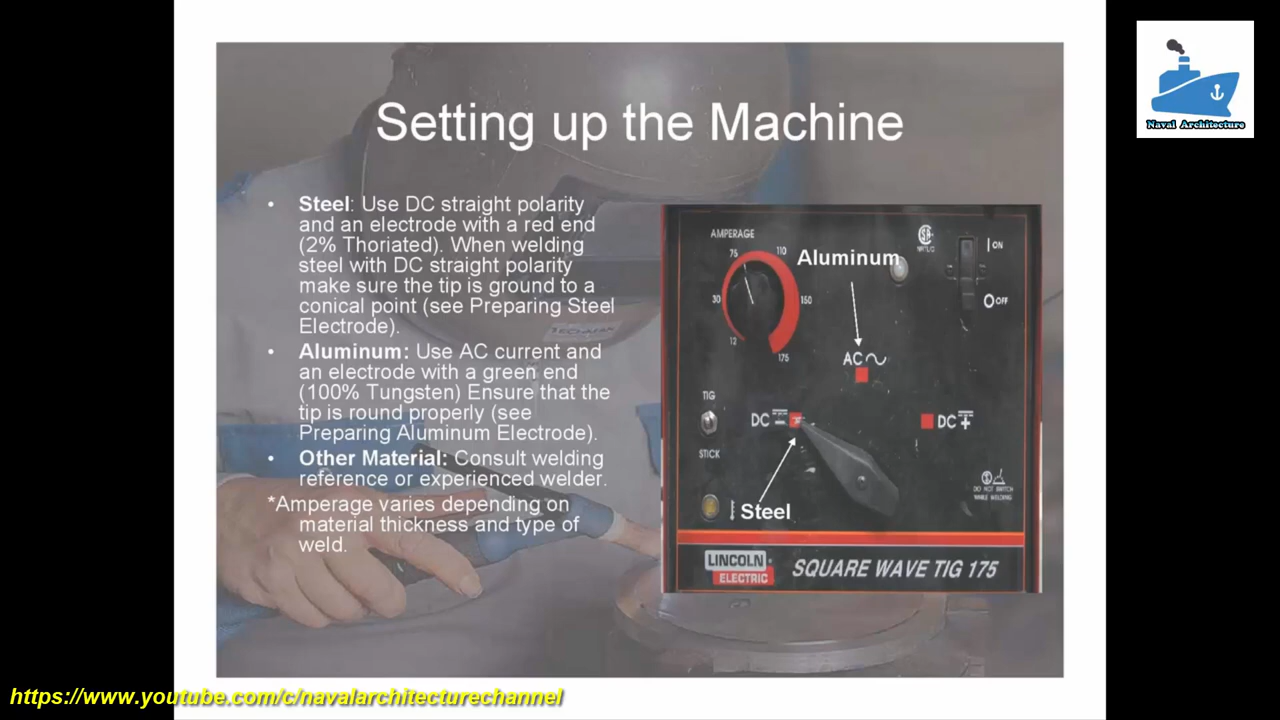 Setting up the Machine
• Steel: Use DC straight polarity
and an electrode with a red end
(2% Thoriated). When welding
steel with DC straight polarity
make sure the tip is ground to a
conical point (see Preparing Steel
Electrode).
• Aluminum: Use AC current and
an electrode with a green end
(100% Tungsten) Ensure that the
tip is round properly (see
Preparing Aluminum Electrode).
• Other Material: Consult welding
reference or experienced welder.
*Amperage varies depending on
material thickness and type of
weld.
AMPERAGE
75
110
30
150
12
175
Aluminum
ON
OFF
AC
TIG
DC
DC
STICK
DO NOT SWITCH
WHILE WELDING
Steel
LINCOLN
ELECTRIC
SQUARE WAVE TIG 175
Naval Architecture
https://www.youtube.com/c/navalarchitecturechannel